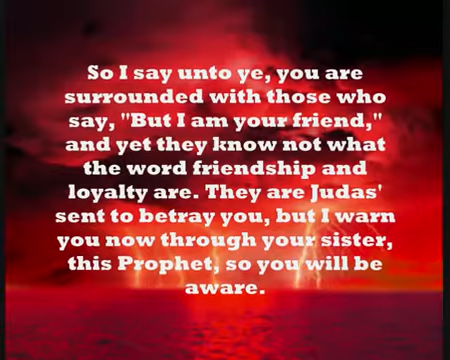 So I say unto ye, you are
surrounded with those who
say, "But I am your friend,"
and yet they know not what
the word friendship and
loyalty are. They are Judas'
sent to betray you, but I warn
you now through your sister,
this Prophet, so you will be
aware.